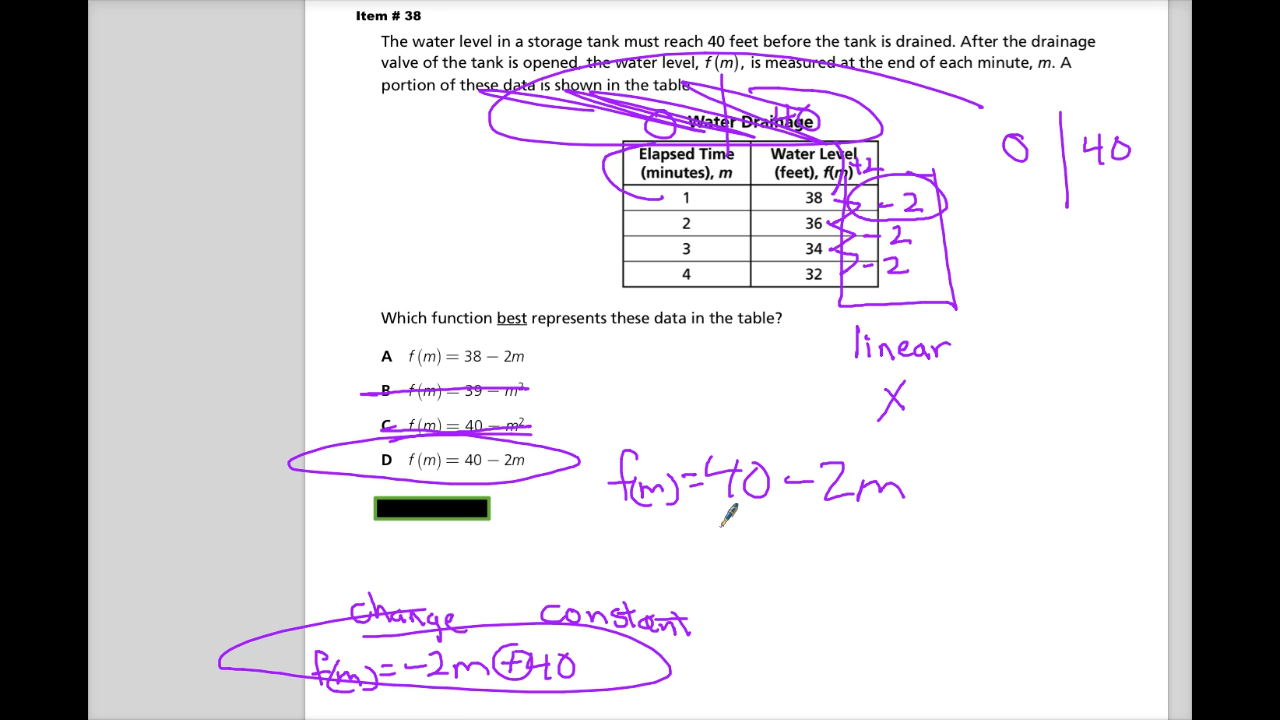 Item # 38
The water level in a storage tank must reach 40 feet before the tank is drained. After the drainage
valve of the tank is opened, the water level, f (m), is measured at the end of each minute, m. A
portion of these data is shown in the table.
0 40
Water Drainage
0 40
Elapsed Time (minutes), m Water Level (feet), f(m)
+2
1 38 - 2
2 36 - 2
3 34 - 2
4 32
Which function best represents these data in the table?
linear
A f (m) = 38 – 2m
B f (m) = 39 – m²
x
C f (m) = 40 – m²
D f (m) = 40 – 2m
f(m)=40-2m
change constant
f(m)=-2m+40